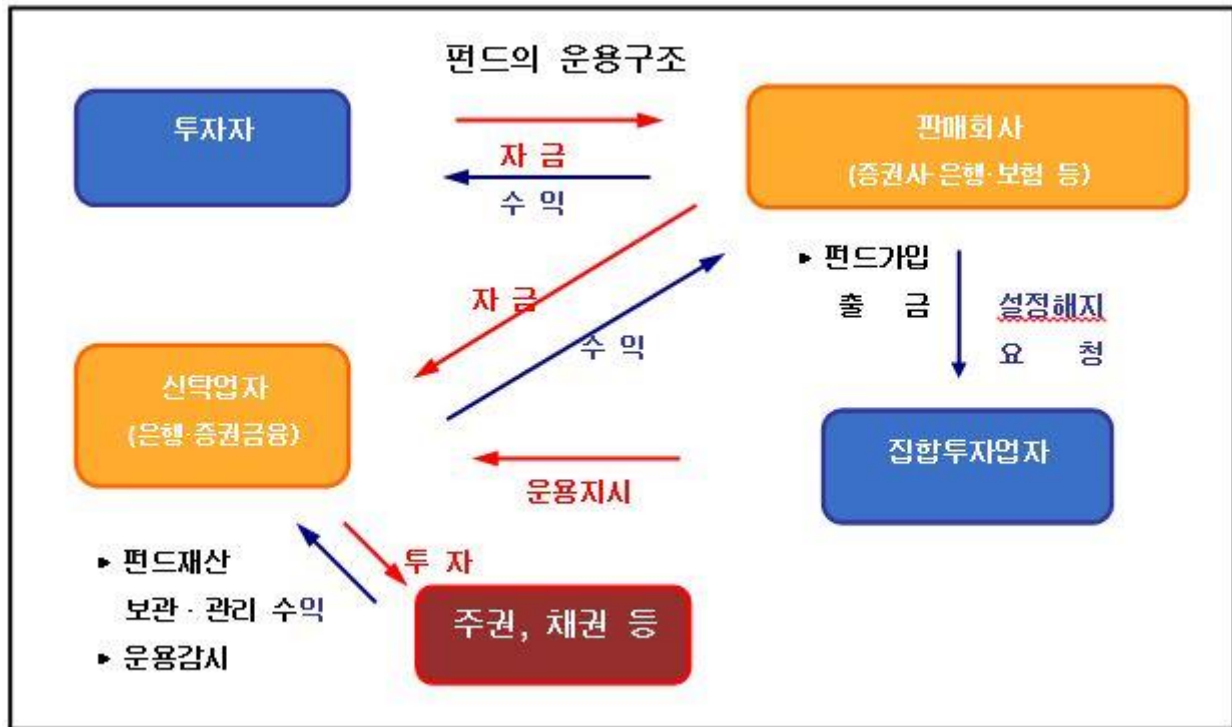 펀드의 운용구조
투자자
자 금
수 익
판매회사
(증권사·은행·보험 등)
자 금
수 익
▸ 펀드가입
출 금
설정해지
요 청
신탁업자
(은행·증권금융)
운용지시
집합투자업자
투 자
▸ 펀드재산
보관·관리 수익
▸ 운용감시
주권, 채권 등